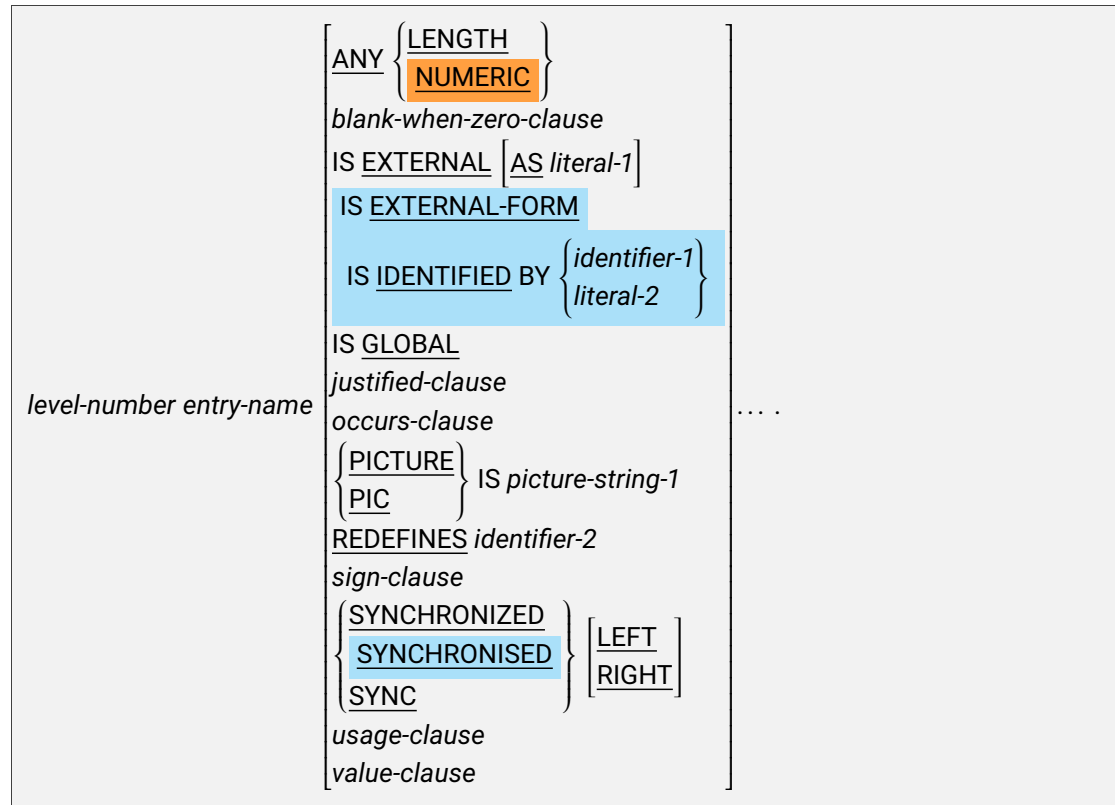 ANY {LENGTH
NUMERIC}
blank-when-zero-clause
IS EXTERNAL [AS literal-1]
IS EXTERNAL-FORM
IS IDENTIFIED BY {identifier-1
literal-2}
IS GLOBAL
justified-clause
level-number entry-name
occurs-clause
... .
{PICTURE
PIC} IS picture-string-1
REDEFINES identifier-2
sign-clause
{SYNCHRONIZED
SYNCHRONISED
SYNC} [LEFT
RIGHT]
usage-clause
value-clause